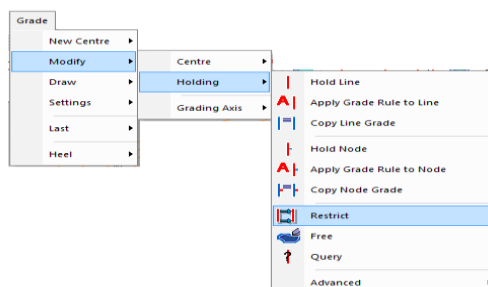 Grade
New Centre
Modify
Draw
Settings
Last
Heel
Centre
Holding
Grading Axis
Hold Line
Apply Grade Rule to Line
Copy Line Grade
Hold Node
Apply Grade Rule to Node
Copy Node Grade
Restrict
Free
Query
Advanced